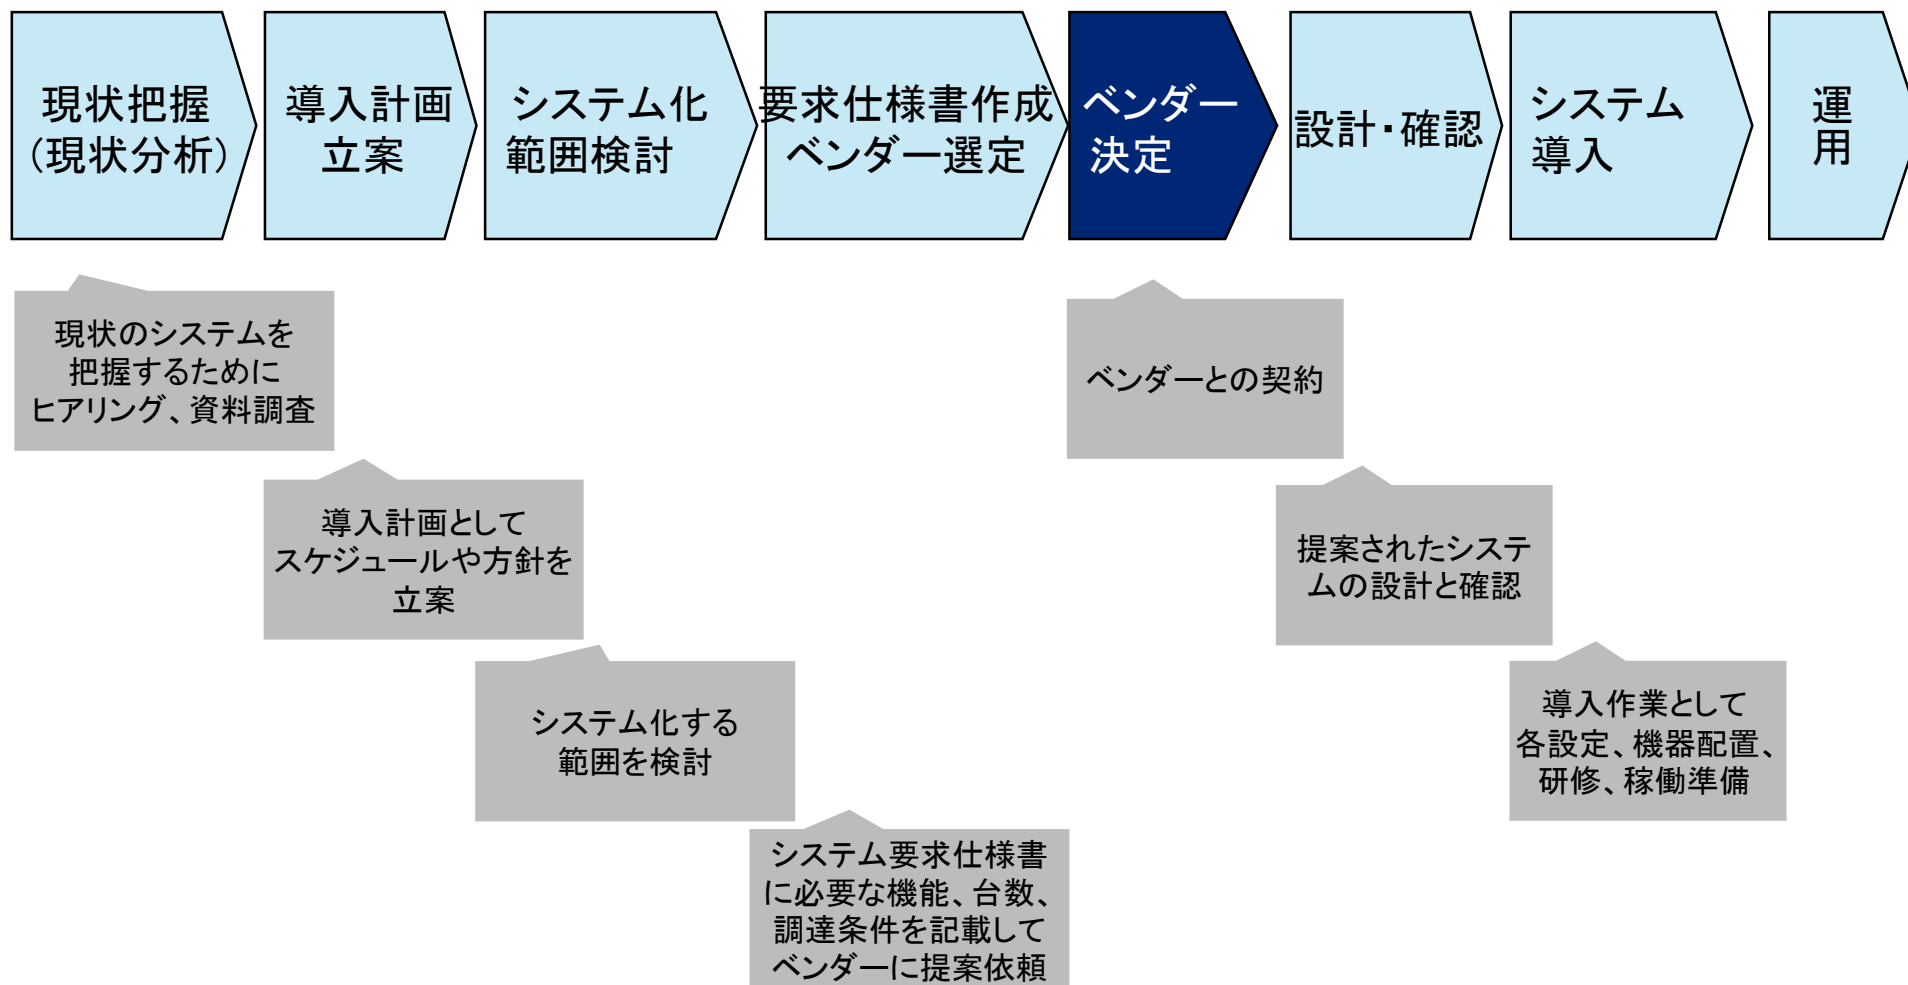 現状把握
(現状分析)
導入計画
立案
システム化
範囲検討
要求仕様書作成
ベンダー選定
ベンダー
決定
設計・確認
システム
導入
運
用
現状のシステムを
把握するために
ヒアリング、資料調査
導入計画として
スケジュールや方針を
立案
システム化する
範囲を検討
システム要求仕様書
に必要な機能、台数、
調達条件を記載して
ベンダーに提案依頼
ベンダーとの契約
提案されたシステ
ムの設計と確認
導入作業として
各設定、機器配置、
研修、稼働準備